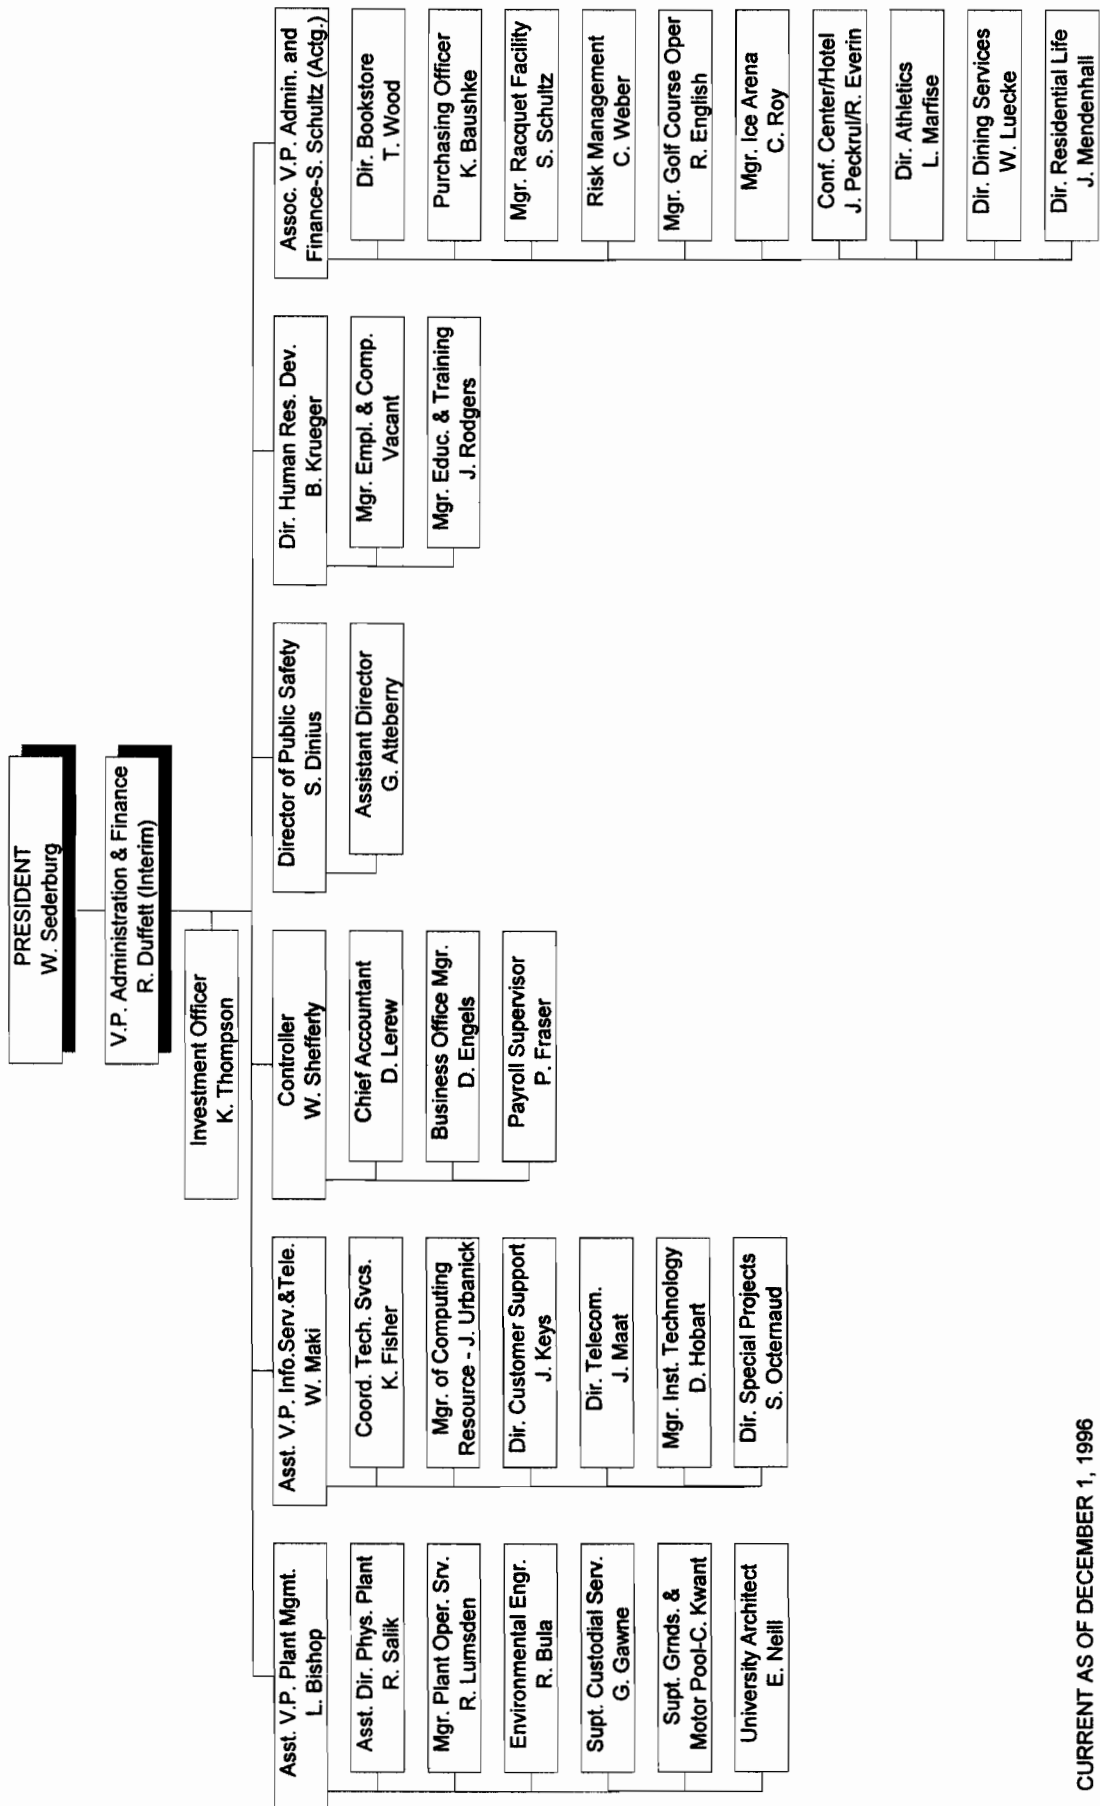 PRESIDENT
W. Sederburg
V.P. Administration & Finance
R. Duffett (Interim)
Investment Officer
K. Thompson
Asst. V.P. Plant Mgmt.
L. Bishop
Asst. Dir. Phys. Plant
R. Salik
Mgr. Plant Oper. Srv.
R. Lumsden
Environmental Engr.
R. Bula
Supt. Custodial Serv.
G. Gawne
Supt. Grnds. &
Motor Pool-C. Kwant
University Architect
E. Neill
Asst. V.P. Info.Serv.&Tele.
W. Maki
Coord. Tech. Svcs.
K. Fisher
Mgr. of Computing
Resource - J. Urbanick
Dir. Customer Support
J. Keys
Dir. Telecom.
J. Maat
Mgr. Inst. Technology
D. Hobart
Dir. Special Projects
S. Octernaud
Controller
W. Shefferly
Chief Accountant
D. Lerew
Business Office Mgr.
D. Engels
Payroll Supervisor
P. Fraser
Director of Public Safety
S. Dinius
Assistant Director
G. Atteberry
Dir. Human Res. Dev.
B. Krueger
Mgr. Empl. & Comp.
Vacant
Mgr. Educ. & Training
J. Rodgers
Assoc. V.P. Admin. and
Finance-S. Schultz (Actg.)
Dir. Bookstore
T. Wood
Purchasing Officer
K. Baushke
Mgr. Racquet Facility
S. Schultz
Risk Management
C. Weber
Mgr. Golf Course Oper
R. English
Mgr. Ice Arena
C. Roy
Conf. Center/Hotel
J. Peckrul/R. Everin
Dir. Athletics
L. Marfise
Dir. Dining Services
W. Luecke
Dir. Residential Life
J. Mendenhall
CURRENT AS OF DECEMBER 1, 1996